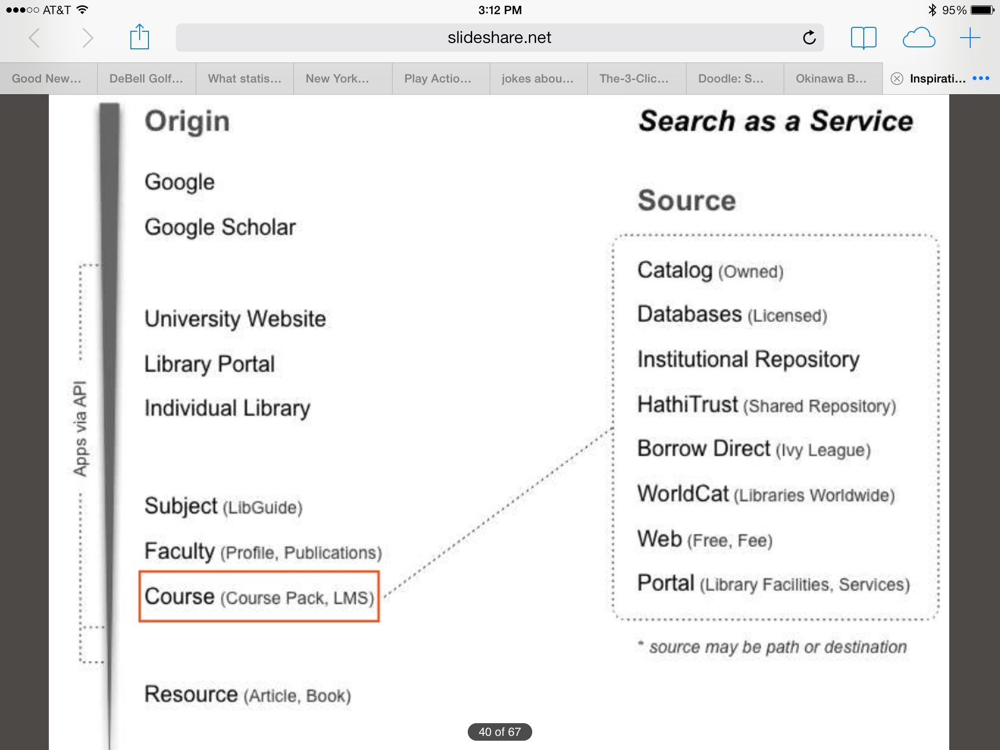 AT&T
3:12 PM
95%
slideshare.net
Good New...
DeBell Golf...
What statis...
New York...
Play Actio...
jokes abou...
The-3-Clic...
Doodle: S...
Okinawa B...
Inspirati...
Origin
Google
Google Scholar
University Website
Library Portal
Individual Library
Apps via API
Subject (LibGuide)
Faculty (Profile, Publications)
Course (Course Pack, LMS)
Resource (Article, Book)
Search as a Service
Source
Catalog (Owned)
Databases (Licensed)
Institutional Repository
HathiTrust (Shared Repository)
Borrow Direct (Ivy League)
WorldCat (Libraries Worldwide)
Web (Free, Fee)
Portal (Library Facilities, Services)
* source may be path or destination
40 of 67